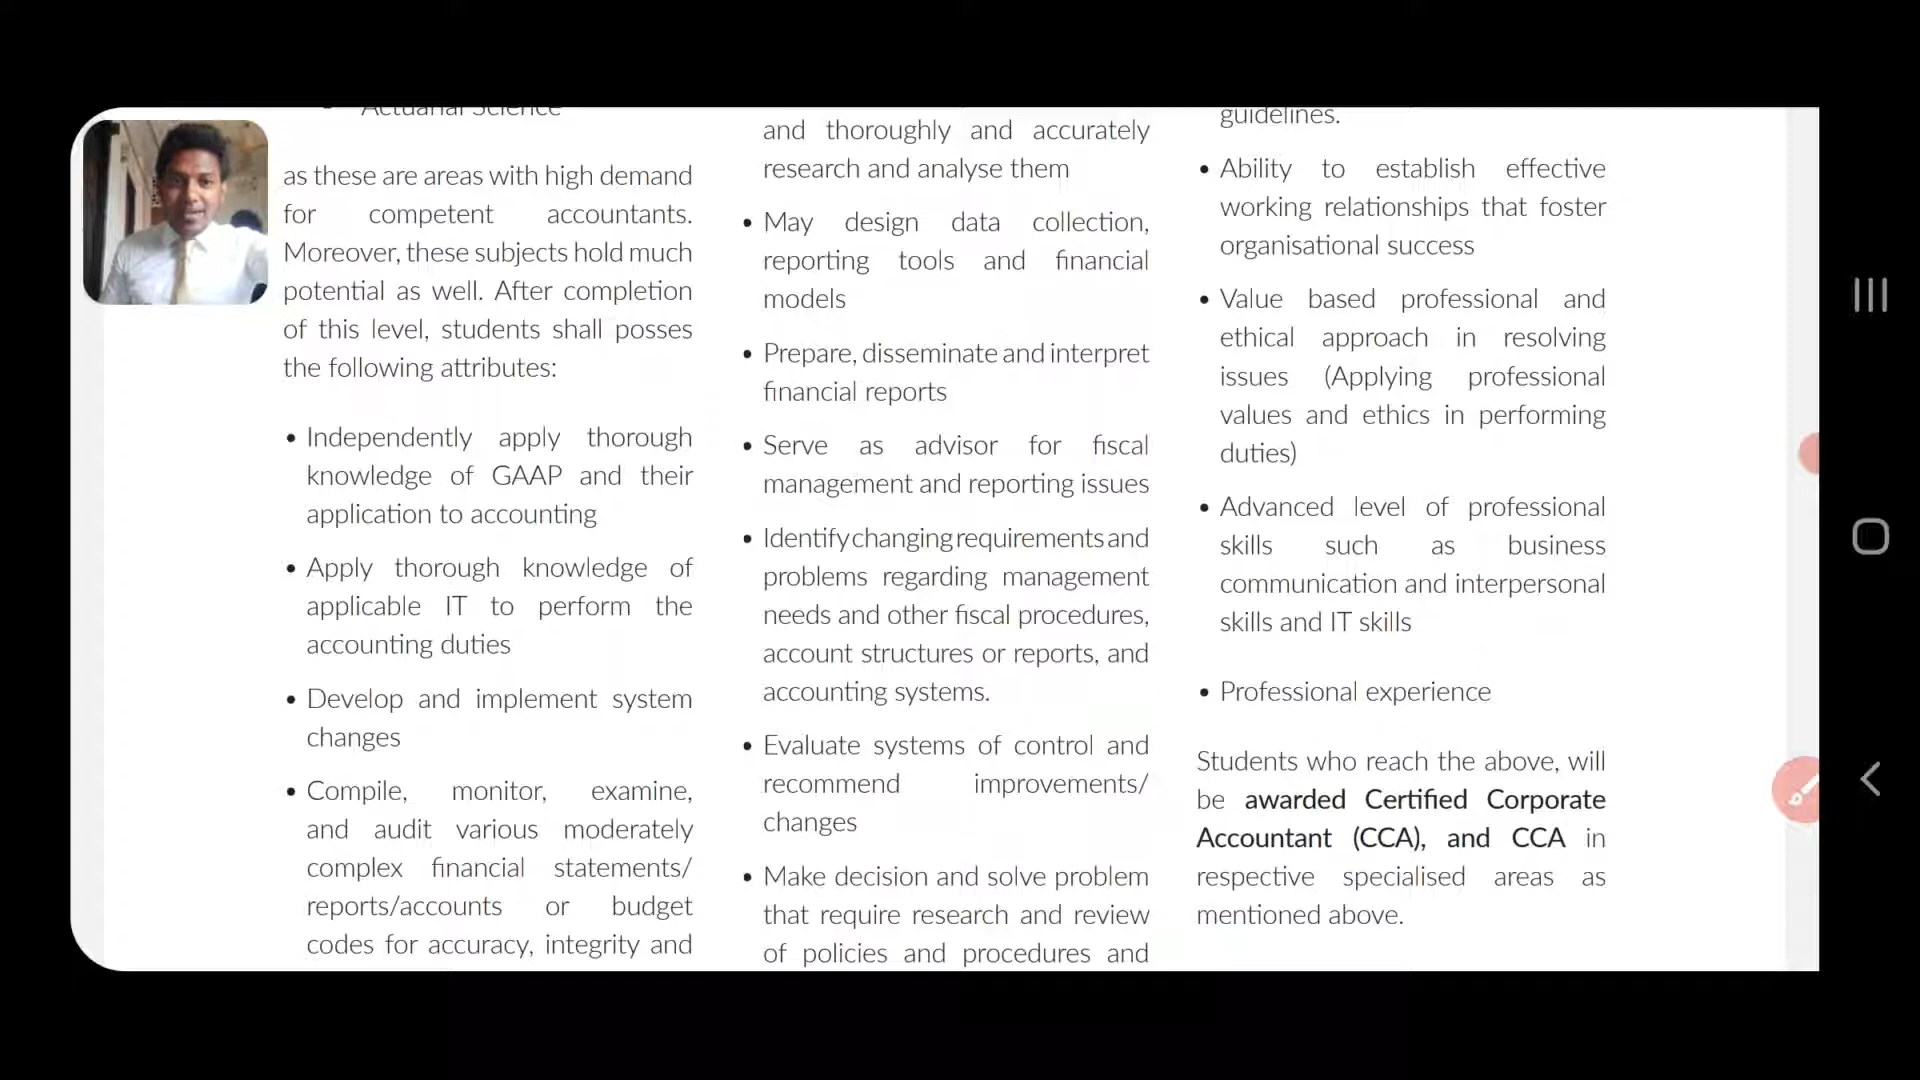 Actuarial Science
as these are areas with high demand
for competent accountants.
Moreover, these subjects hold much
potential as well. After completion
of this level, students shall posses
the following attributes:
• Independently apply thorough
knowledge of GAAP and their
application to accounting
• Apply thorough knowledge of
applicable IT to perform the
accounting duties
• Develop and implement system
changes
• Compile, monitor, examine,
and audit various moderately
complex financial statements/
reports/accounts or budget
codes for accuracy, integrity and
and thoroughly and accurately
research and analyse them
• May design data collection,
reporting tools and financial
models
• Prepare, disseminate and interpret
financial reports
• Serve as advisor for fiscal
management and reporting issues
• Identify changing requirements and
problems regarding management
needs and other fiscal procedures,
account structures or reports, and
accounting systems.
• Evaluate systems of control and
recommend improvements/
changes
• Make decision and solve problem
that require research and review
of policies and procedures and
guidelines.
• Ability to establish effective
working relationships that foster
organisational success
• Value based professional and
ethical approach in resolving
issues (Applying professional
values and ethics in performing
duties)
• Advanced level of professional
skills such as business
communication and interpersonal
skills and IT skills
• Professional experience
Students who reach the above, will
be awarded Certified Corporate
Accountant (CCA), and CCA in
respective specialised areas as
mentioned above.